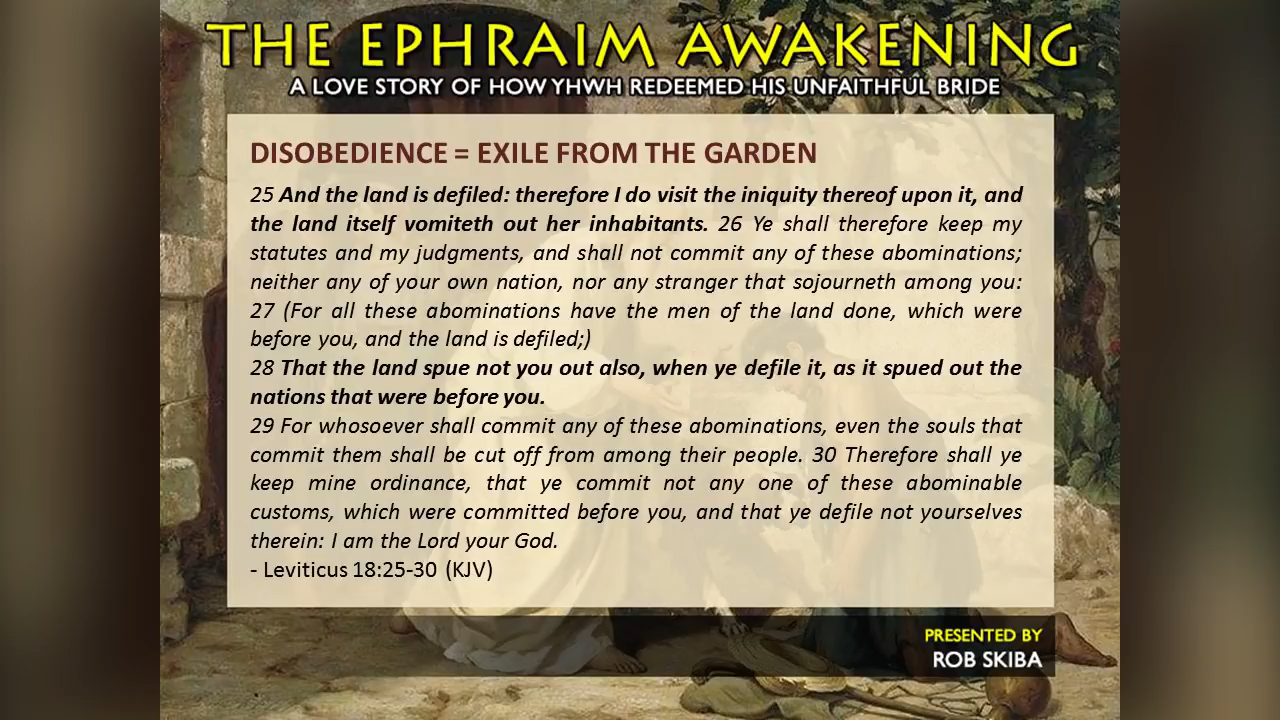 THE EPHRAIM AWAKENING
A LOVE STORY OF HOW YHWH REDEEMED HIS UNFAITHFUL BRIDE
DISOBEDIENCE = EXILE FROM THE GARDEN
25 And the land is defiled: therefore I do visit the iniquity thereof upon it, and
the land itself vomiteth out her inhabitants. 26 Ye shall therefore keep my
statutes and my judgments, and shall not commit any of these abominations;
neither any of your own nation, nor any stranger that sojourneth among you:
27 (For all these abominations have the men of the land done, which were
before you, and the land is defiled;)
28 That the land spue not you out also, when ye defile it, as it spued out the
nations that were before you.
29 For whosoever shall commit any of these abominations, even the souls that
commit them shall be cut off from among their people. 30 Therefore shall ye
keep mine ordinance, that ye commit not any one of these abominable
customs, which were committed before you, and that ye defile not yourselves
therein: I am the Lord your God.
- Leviticus 18:25-30 (KJV)
PRESENTED BY
ROB SKIBA